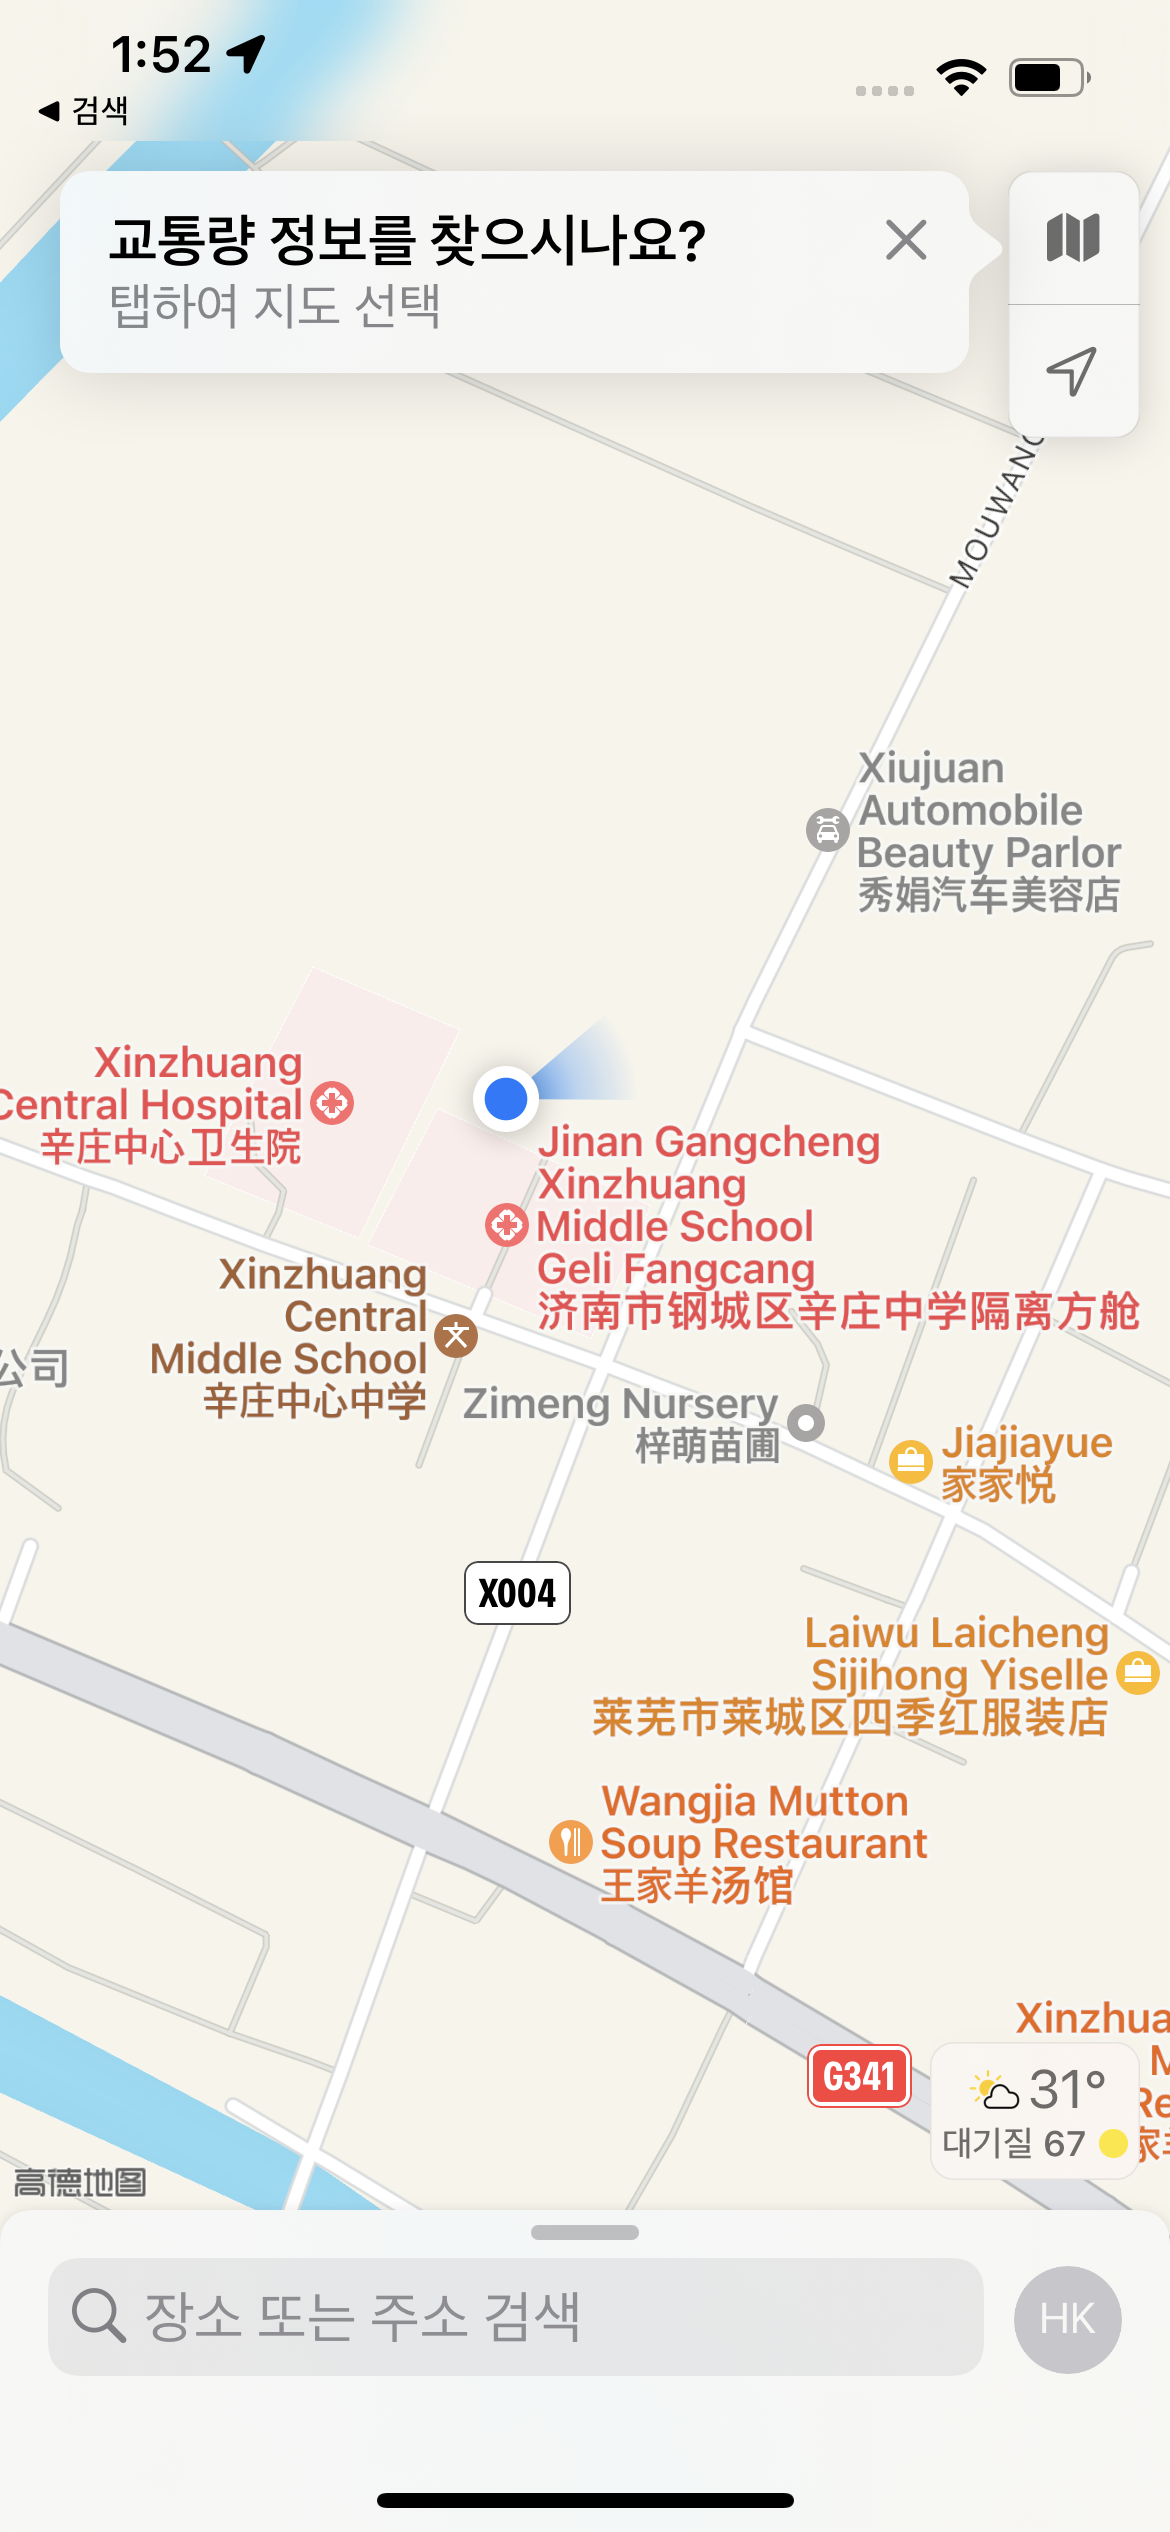 1:52
검색
교통량 정보를 찾으시나요?
탭하여 지도 선택
MOUWANG
Xiujuan
Automobile
Beauty Parlor
秀娟汽车美容店
Xinzhuang
Central Hospital
辛庄中心卫生院
Jinan Gangcheng
Xinzhuang
Middle School
Geli Fangcang
济南市钢城区辛庄中学隔离方舱
Xinzhuang
Central
Middle School
辛庄中心中学
公司
Zimeng Nursery
梓萌苗圃
Jiajiayue
家家悦
X004
Laiwu Laicheng
Sijihong Yiselle
莱芜市莱城区四季红服装店
Wangjia Mutton
Soup Restaurant
王家羊汤馆
Xinzhua
M
Re
G341
31°
대기질 67
高德地图
장소 또는 주소 검색
HK